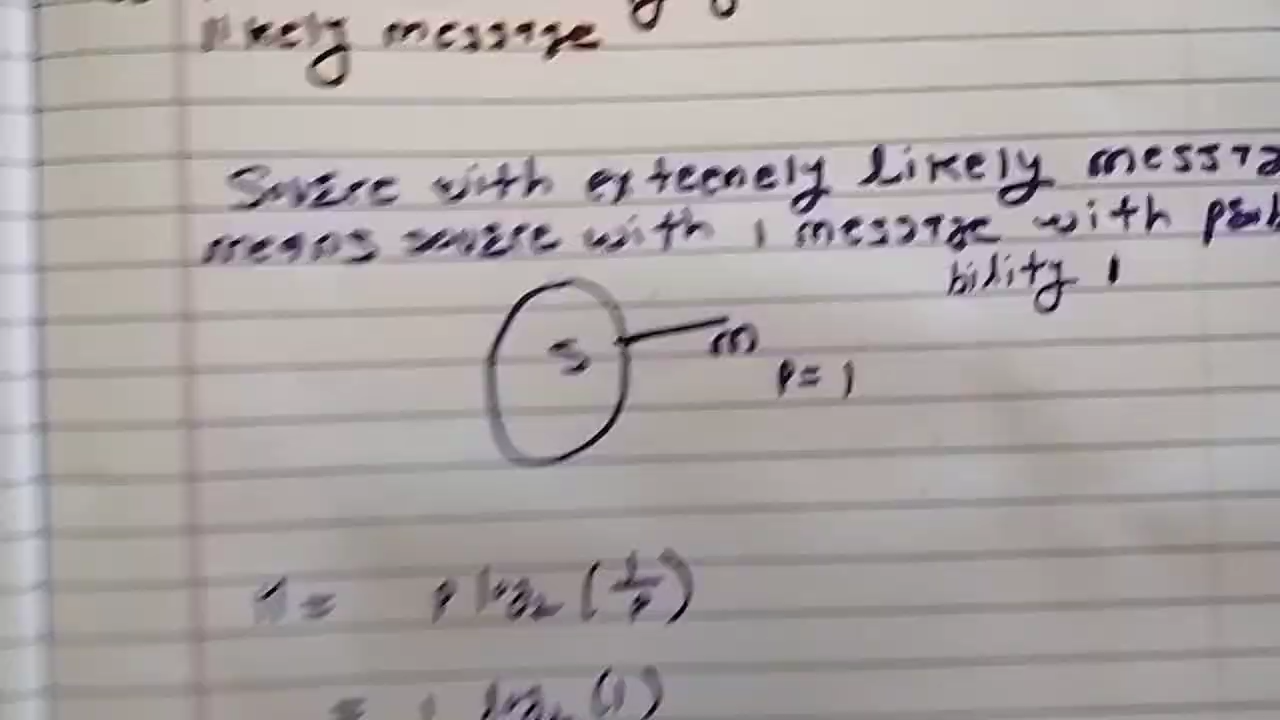 likely message
Source with extremely likely messa
means source with 1 message with proba
bility 1
S
m
P = 1
H = P log₂ (1/P)
= 1 log₂ (1)